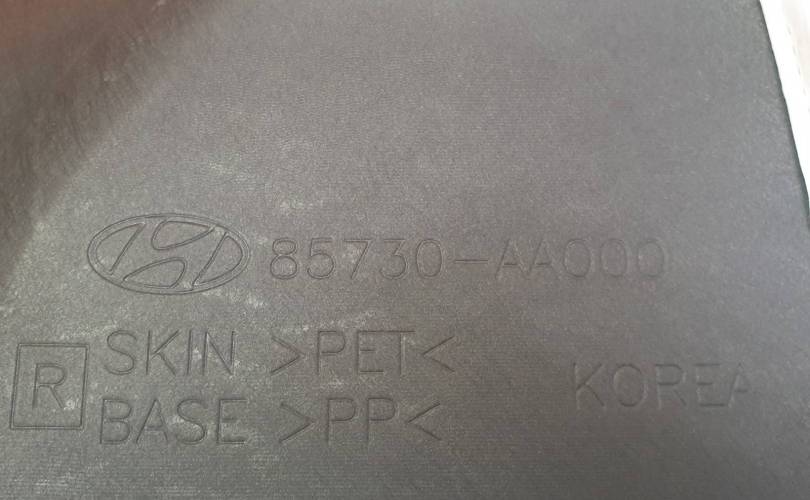 85730-AA000
R
SKIN >PET<
BASE >PP<
KOREA